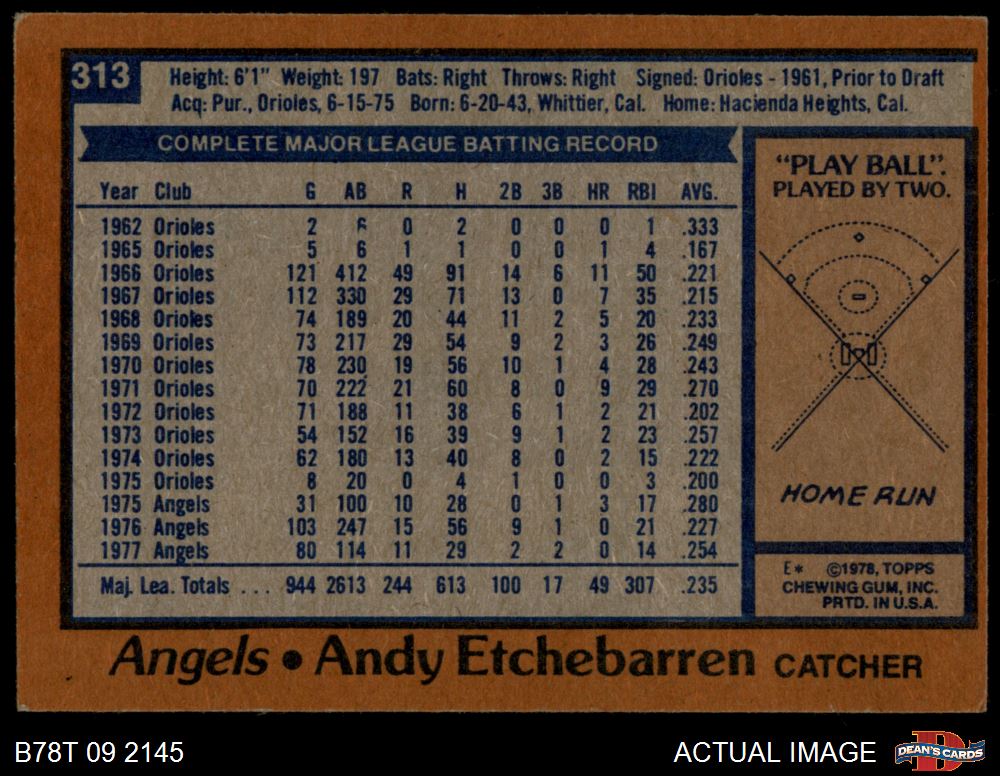 313
Height: 6'1" Weight: 197 Bats: Right Throws: Right Signed: Orioles - 1961, Prior to Draft
Acq: Pur., Orioles, 6-15-75 Born: 6-20-43, Whittier, Cal. Home: Hacienda Heights, Cal.
COMPLETE MAJOR LEAGUE BATTING RECORD
Year Club G AB R H 2B 3B HR RBI AVG.
1962 Orioles 2 6 0 2 0 0 0 1 .333
1965 Orioles 5 6 1 1 0 0 1 4 .167
1966 Orioles 121 412 49 91 14 6 11 50 .221
1967 Orioles 112 330 29 71 13 0 7 35 .215
1968 Orioles 74 189 20 44 11 2 5 20 .233
1969 Orioles 73 217 29 54 9 2 3 26 .249
1970 Orioles 78 230 19 56 10 1 4 28 .243
1971 Orioles 70 222 21 60 8 0 9 29 .270
1972 Orioles 71 188 11 38 6 1 2 21 .202
1973 Orioles 54 152 16 39 9 1 2 23 .257
1974 Orioles 62 180 13 40 8 0 2 15 .222
1975 Orioles 8 20 0 4 1 0 0 3 .200
1975 Angels 31 100 10 28 0 1 3 17 .280
1976 Angels 103 247 15 56 9 1 0 21 .227
1977 Angels 80 114 11 29 2 2 0 14 .254
Maj. Lea. Totals . . . 944 2613 244 613 100 17 49 307 .235
"PLAY BALL".
PLAYED BY TWO.
HOME RUN
E* ©1978, TOPPS
CHEWING GUM, INC.
PRTD. IN U.S.A.
Angels • Andy Etchebarren CATCHER
B78T 09 2145
ACTUAL IMAGE
D
DEAN'S CARDS